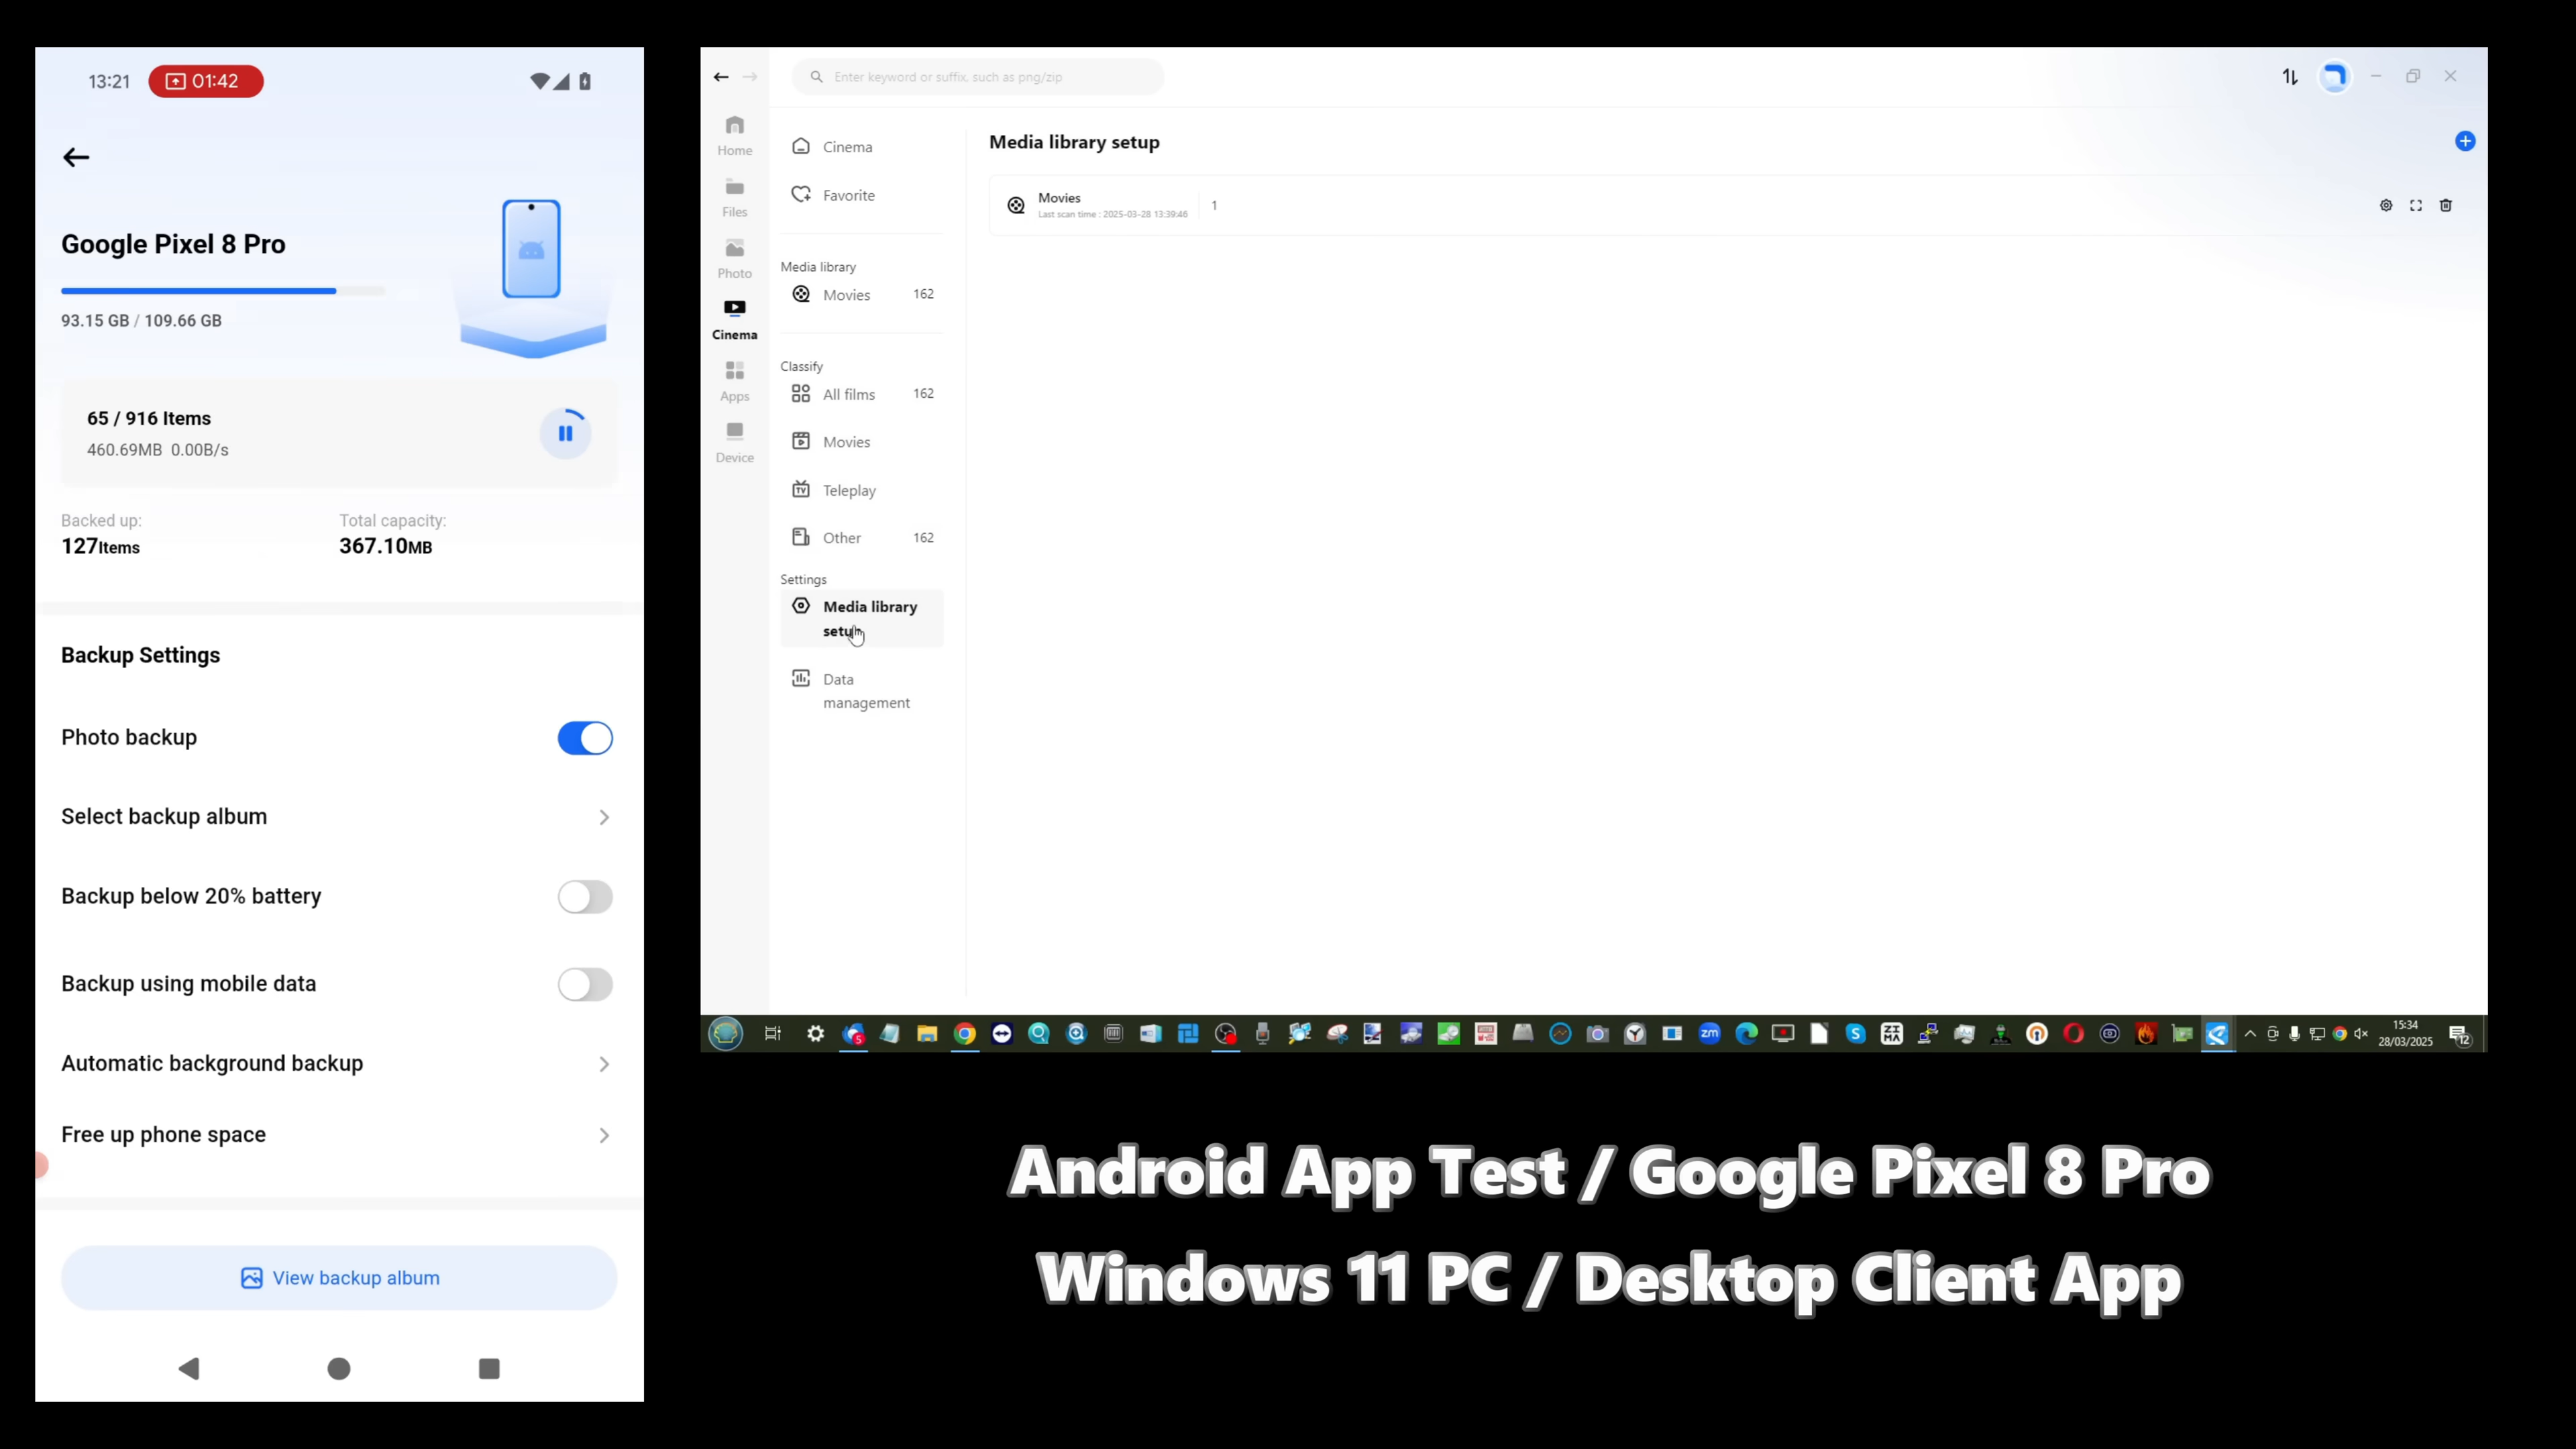 13:21 01:42
Google Pixel 8 Pro
93.15 GB / 109.66 GB
65 / 916 Items
460.69MB 0.00B/s
Backed up: Total capacity:
127Items 367.10MB
Backup Settings
Photo backup
Select backup album
Backup below 20% battery
Backup using mobile data
Automatic background backup
Free up phone space
View backup album
Enter keyword or suffix, such as png/zip
Home
Files
Photo
Cinema
Apps
Device
Cinema
Favorite
Media library
Movies 162
Classify
All films 162
Movies
Teleplay
Other 162
Settings
Media library
setup
Data
management
Media library setup
Movies
Last scan time : 2025-03-28 13:39:46
1
15:34
28/03/2025
12
Android App Test / Google Pixel 8 Pro
Windows 11 PC / Desktop Client App